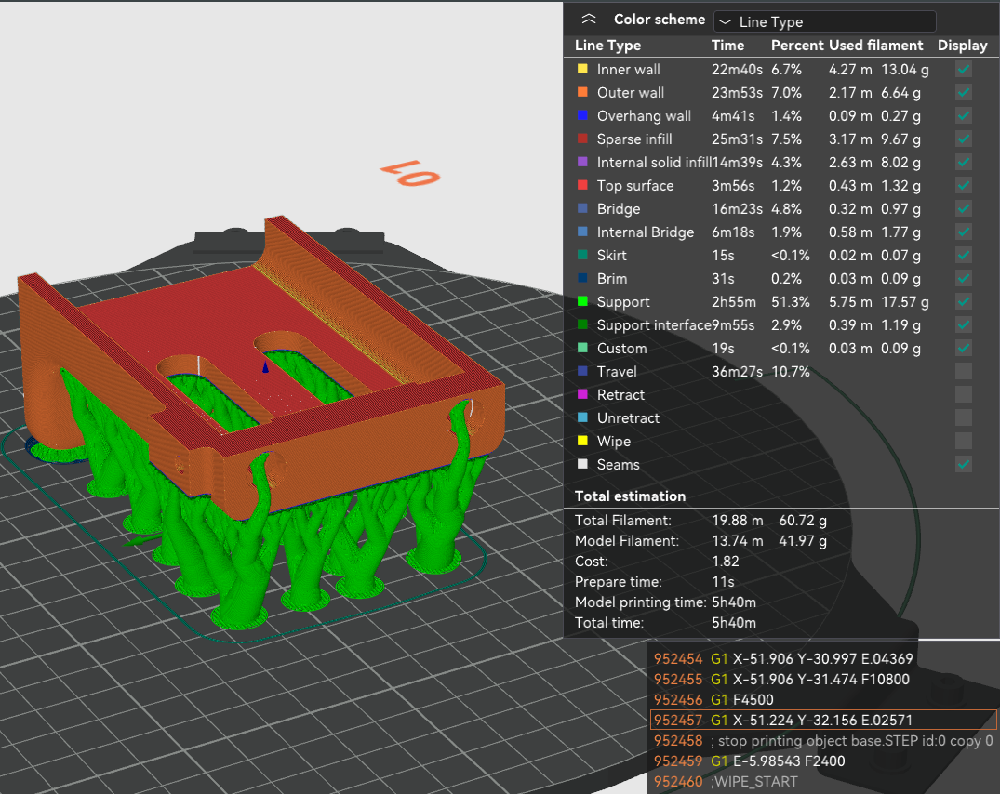 Color scheme Line Type
Line Type Time Percent Used filament Display
Inner wall 22m40s 6.7% 4.27 m 13.04 g
Outer wall 23m53s 7.0% 2.17 m 6.64 g
Overhang wall 4m41s 1.4% 0.09 m 0.27 g
Sparse infill 25m31s 7.5% 3.17 m 9.67 g
Internal solid infill 14m39s 4.3% 2.63 m 8.02 g
Top surface 3m56s 1.2% 0.43 m 1.32 g
Bridge 16m23s 4.8% 0.32 m 0.97 g
Internal Bridge 6m18s 1.9% 0.58 m 1.77 g
Skirt 15s <0.1% 0.02 m 0.07 g
Brim 31s 0.2% 0.03 m 0.09 g
Support 2h55m 51.3% 5.75 m 17.57 g
Support interface 9m55s 2.9% 0.39 m 1.19 g
Custom 19s <0.1% 0.03 m 0.09 g
Travel 36m27s 10.7%
Retract
Unretract
Wipe
Seams
Total estimation
Total Filament: 19.88 m 60.72 g
Model Filament: 13.74 m 41.97 g
Cost: 1.82
Prepare time: 11s
Model printing time: 5h40m
Total time: 5h40m
01
952454 G1 X-51.906 Y-30.997 E.04369
952455 G1 X-51.906 Y-31.474 F10800
952456 G1 F4500
952457 G1 X-51.224 Y-32.156 E.02571
952458 ; stop printing object base.STEP id:0 copy 0
952459 G1 E-5.98543 F2400
952460 ;WIPE_START